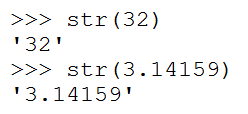 >>> str(32)
'32'
>>> str(3.14159)
'3.14159'